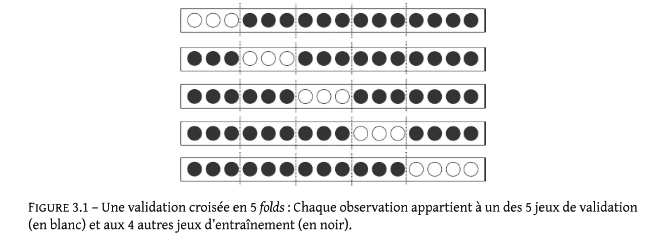 FIGURE 3.1 – Une validation croisée en 5 folds : Chaque observation appartient à un des 5 jeux de validation
(en blanc) et aux 4 autres jeux d'entraînement (en noir).